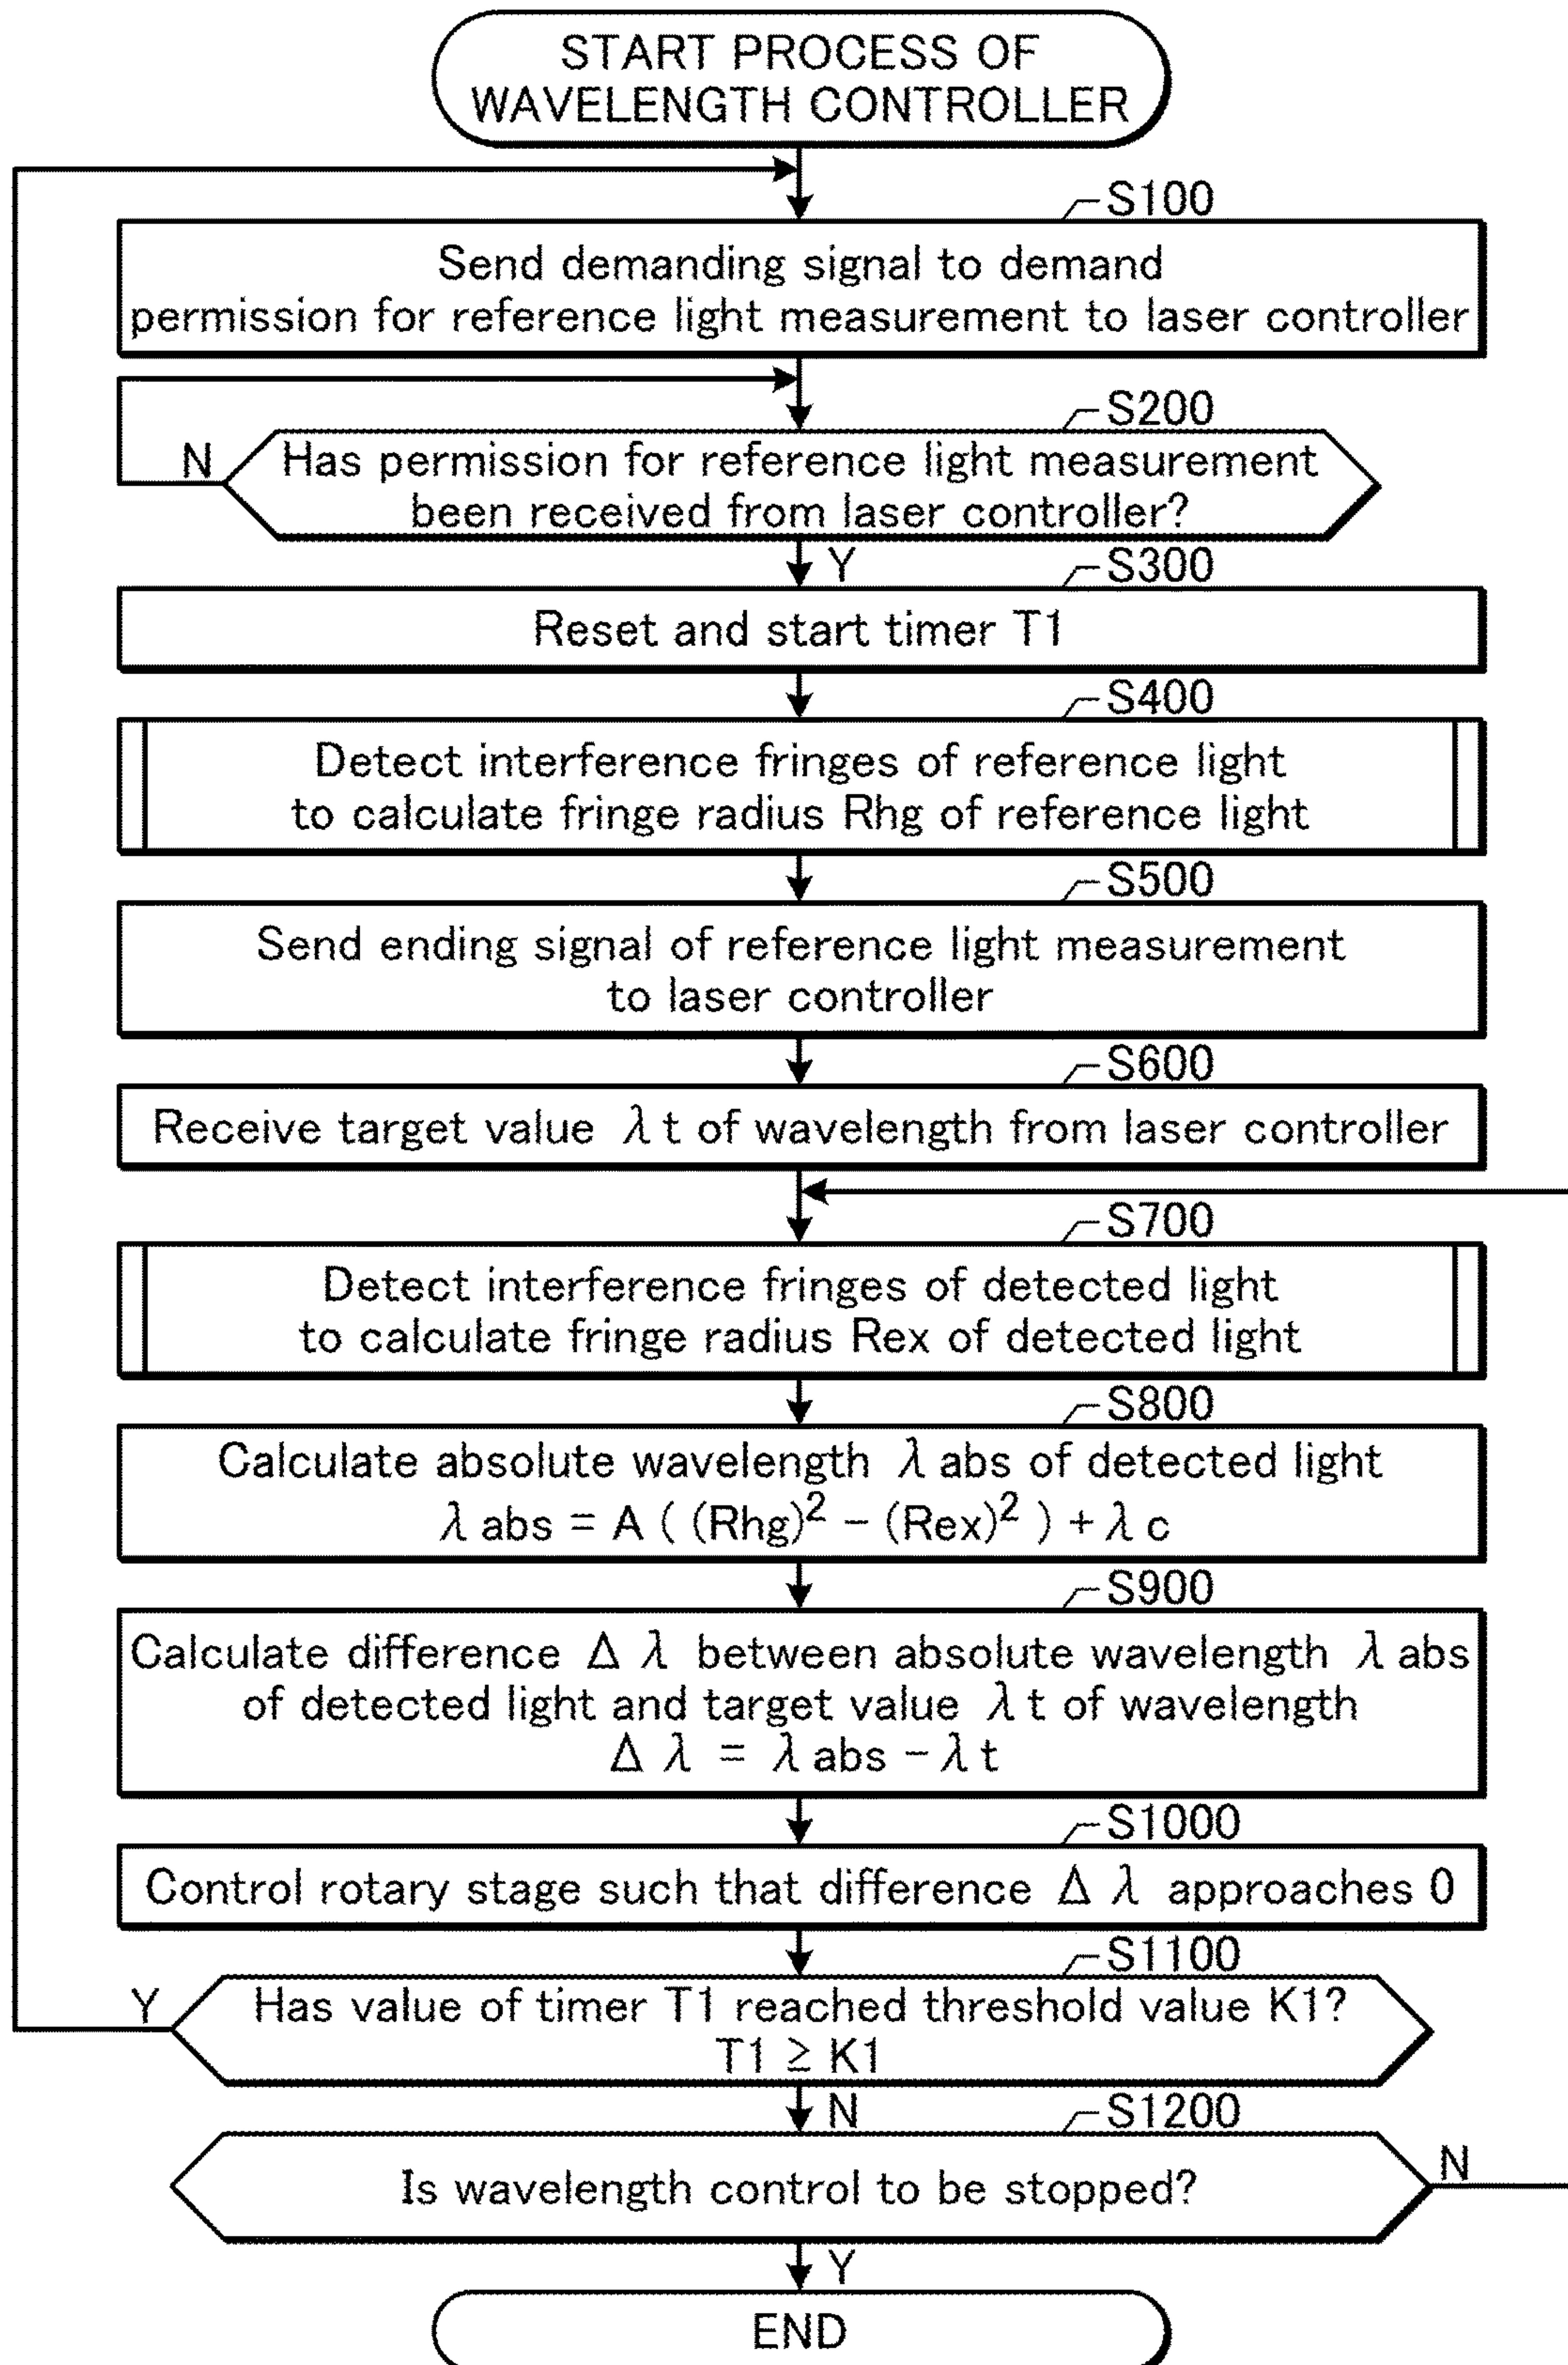 START PROCESS OF
WAVELENGTH CONTROLLER
S100
Send demanding signal to demand
permission for reference light measurement to laser controller
S200
N
Has permission for reference light measurement
been received from laser controller?
Y
S300
Reset and start timer T1
S400
Detect interference fringes of reference light
to calculate fringe radius Rhg of reference light
S500
Send ending signal of reference light measurement
to laser controller
S600
Receive target value λt of wavelength from laser controller
S700
Detect interference fringes of detected light
to calculate fringe radius Rex of detected light
S800
Calculate absolute wavelength λabs of detected light
λabs = A ( (Rhg)² − (Rex)² ) + λc
S900
Calculate difference Δλ between absolute wavelength λabs
of detected light and target value λt of wavelength
Δλ = λabs − λt
S1000
Control rotary stage such that difference Δλ approaches 0
S1100
Y
Has value of timer T1 reached threshold value K1?
T1 ≥ K1
N
S1200
Is wavelength control to be stopped?
N
Y
END